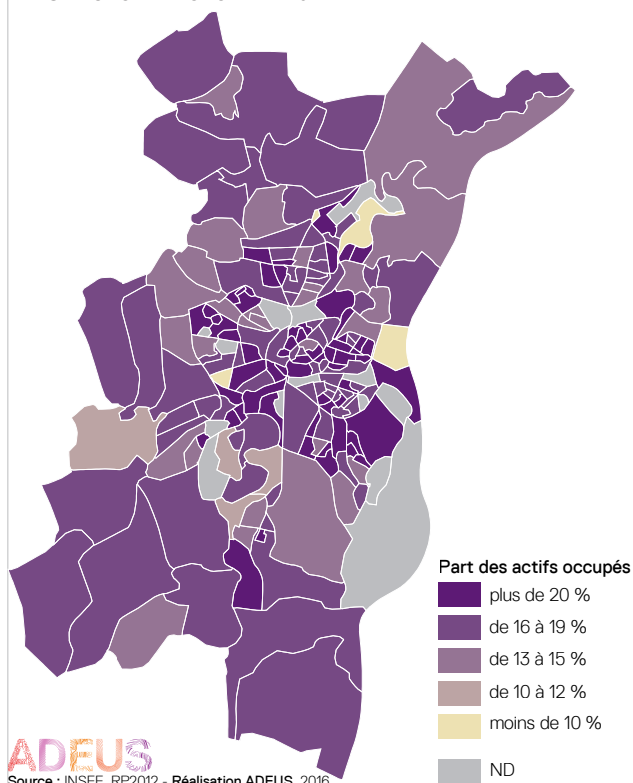 Part des actifs occupés
plus de 20 %
de 16 à 19 %
de 13 à 15 %
de 10 à 12 %
moins de 10 %
ND
ADEUS
Source : INSEE, RP2012 - Réalisation ADEUS, 2016